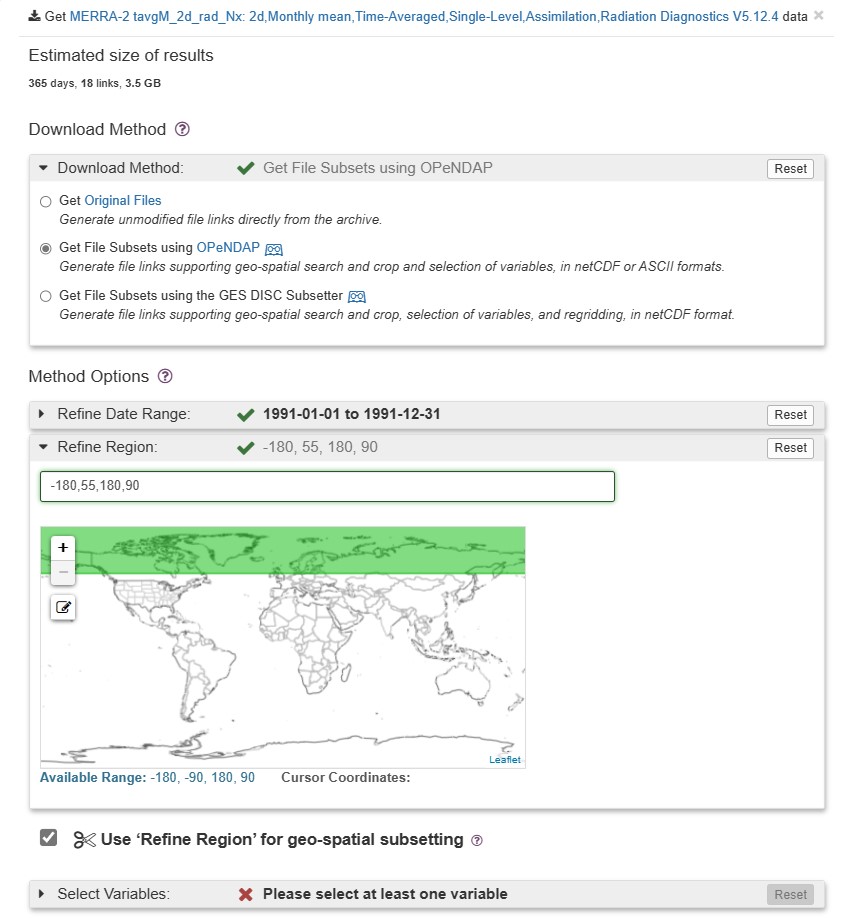 Get MERRA-2 tavgM_2d_rad_Nx: 2d,Monthly mean,Time-Averaged,Single-Level,Assimilation,Radiation Diagnostics V5.12.4 data ×
Estimated size of results
365 days, 18 links, 3.5 GB
Download Method ?
Download Method: Get File Subsets using OPeNDAP Reset
Get Original Files
Generate unmodified file links directly from the archive.
Get File Subsets using OPeNDAP
Generate file links supporting geo-spatial search and crop and selection of variables, in netCDF or ASCII formats.
Get File Subsets using the GES DISC Subsetter
Generate file links supporting geo-spatial search and crop, selection of variables, and regridding, in netCDF format.
Method Options ?
Refine Date Range: 1991-01-01 to 1991-12-31 Reset
Refine Region: -180, 55, 180, 90 Reset
-180,55,180,90
+
−
Leaflet
Available Range: -180, -90, 180, 90 Cursor Coordinates:
Use ‘Refine Region’ for geo-spatial subsetting ?
Select Variables: Please select at least one variable Reset